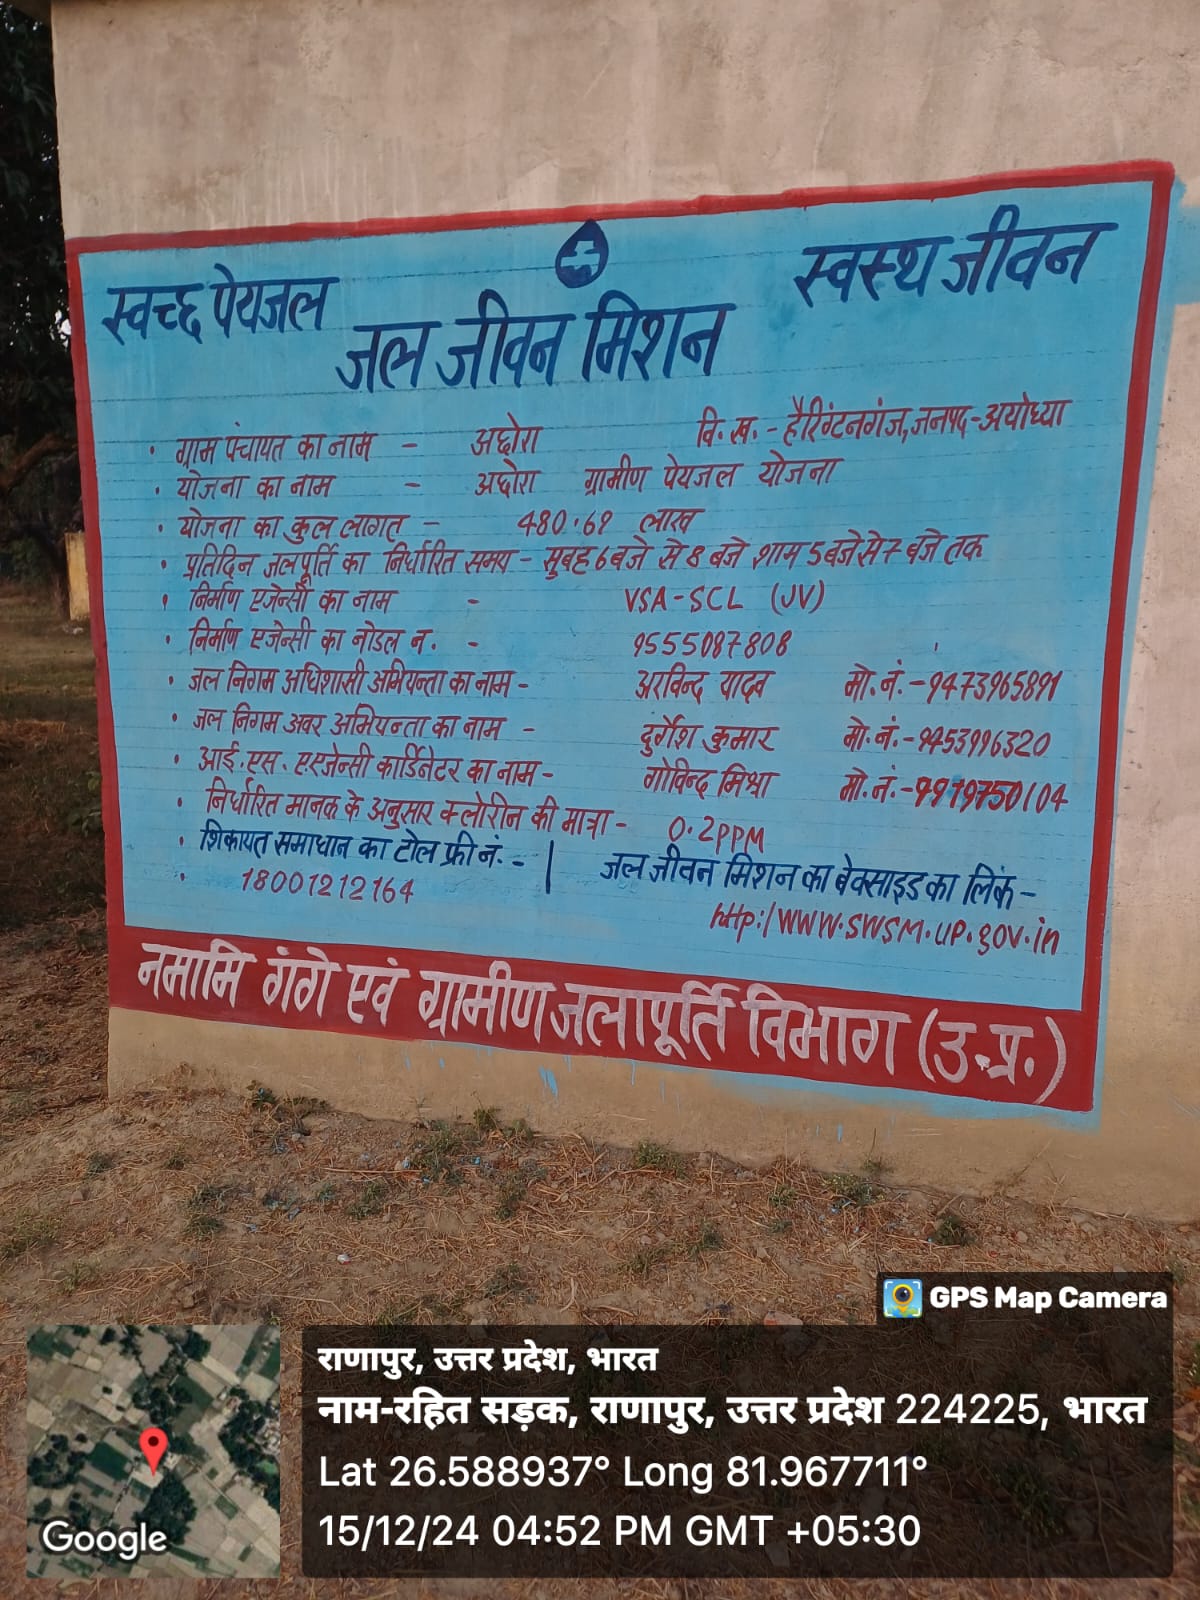 स्वच्छ पेयजल
स्वस्थ जीवन
जल जीवन मिशन
• ग्राम पंचायत का नाम - अछोरा वि. ख. - हैरिंग्टनगंज, जनपद - अयोध्या
• योजना का नाम - अछोरा ग्रामीण पेयजल योजना
• योजना का कुल लागत - 480.61 लाख
• प्रतिदिन जलपूर्ति का निर्धारित समय - सुबह 6 बजे से 8 बजे शाम 5 बजे से 7 बजे तक
• निर्माण एजेन्सी का नाम - VSA-SCL (JV)
• निर्माण एजेन्सी का नोडल न. - 9555087808
• जल निगम अधिशासी अभियन्ता का नाम - अरविन्द यादव मो. नं. - 9473965891
• जल निगम अवर अभियन्ता का नाम - दुर्गेश कुमार मो. नं. - 9453996320
• आई. एस. ए. एजेन्सी कार्डिनेटर का नाम - गोविन्द मिश्रा मो. नं. -
• निर्धारित मानक के अनुसार क्लोरीन की मात्रा - 0.2PPM
• शिकायत समाधान का टोल फ्री नं. - | जल जीवन मिशन का वेक्साइड का लिंक -
• 18001212164 http:/WWW.SWSM.UP.gov.in
नमामि गंगे एवं ग्रामीण जलापूर्ति विभाग (उ.प्र.)
GPS Map Camera
राणापुर, उत्तर प्रदेश, भारत
नाम-रहित सड़क, राणापुर, उत्तर प्रदेश 224225, भारत
Lat 26.588937° Long 81.967711°
15/12/24 04:52 PM GMT +05:30
Google